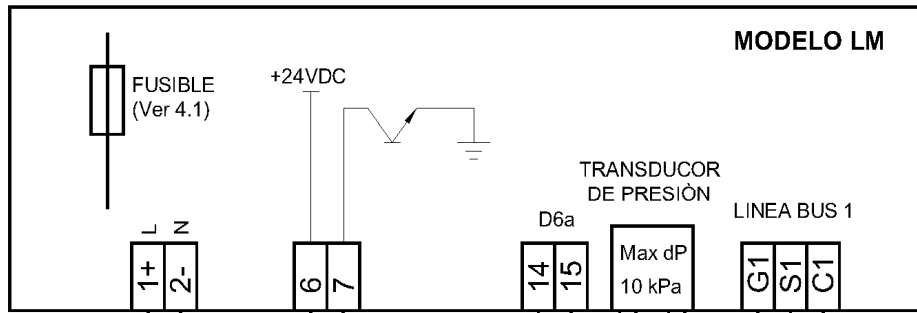 MODELO LM
FUSIBLE
(Ver 4.1)
+24VDC
TRANSDUCOR
DE PRESIÒN
D6a
LINEA BUS 1
L
N
1+
2-
6
7
14
15
Max dP
10 kPa
G1
S1
C1